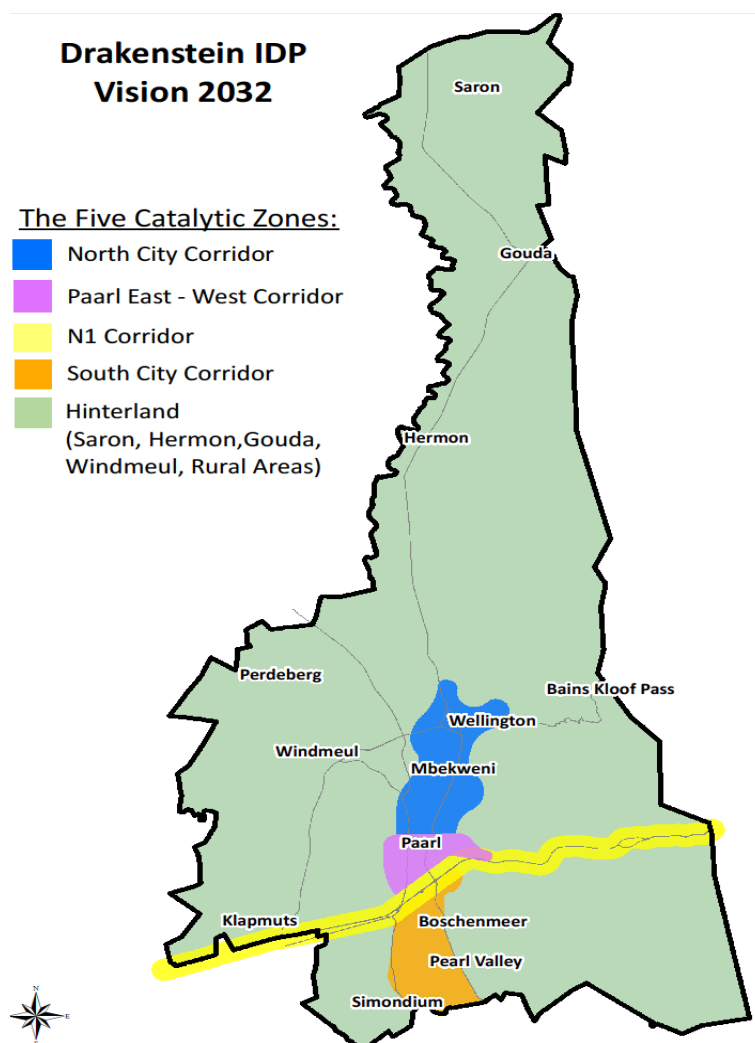 Drakenstein IDP
Vision 2032
The Five Catalytic Zones:
North City Corridor
Paarl East - West Corridor
N1 Corridor
South City Corridor
Hinterland
(Saron, Hermon,Gouda,
Windmeul, Rural Areas)
Saron
Gouda
Hermon
Perdeberg
Bains Kloof Pass
Wellington
Windmeul
Mbekweni
Paarl
Klapmuts
Boschenmeer
Pearl Valley
Simondium
N
E
S